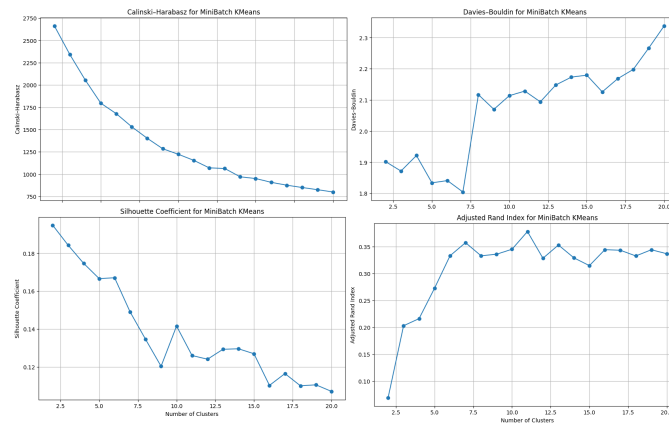 Calinski–Harabasz for MiniBatch KMeans
2750
2500
2250
2000
1750
1500
1250
1000
750
Calinski–Harabasz
Davies–Bouldin for MiniBatch KMeans
2.3
2.2
2.1
2.0
1.9
1.8
Davies–Bouldin
2.5 5.0 7.5 10.0 12.5 15.0 17.5 20.0
Silhouette Coefficient for MiniBatch KMeans
0.18
0.16
0.14
0.12
Silhouette Coefficient
2.5 5.0 7.5 10.0 12.5 15.0 17.5 20.0
Number of Clusters
Adjusted Rand Index for MiniBatch KMeans
0.35
0.30
0.25
0.20
0.15
0.10
Adjusted Rand Index
2.5 5.0 7.5 10.0 12.5 15.0 17.5 20.
Number of Clusters